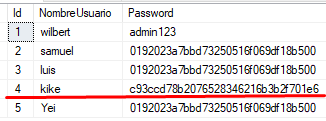 Id NombreUsuario Password
1 wilbert admin123
2 samuel 0192023a7bbd73250516f069df18b500
3 luis 0192023a7bbd73250516f069df18b500
4 kike c93ccd78b2076528346216b3b2f701e6
5 Yei 0192023a7bbd73250516f069df18b500